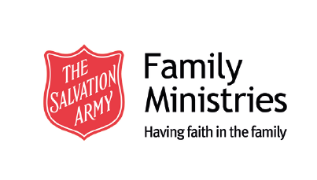 THE
SALVATION
ARMY
Family
Ministries
Having faith in the family